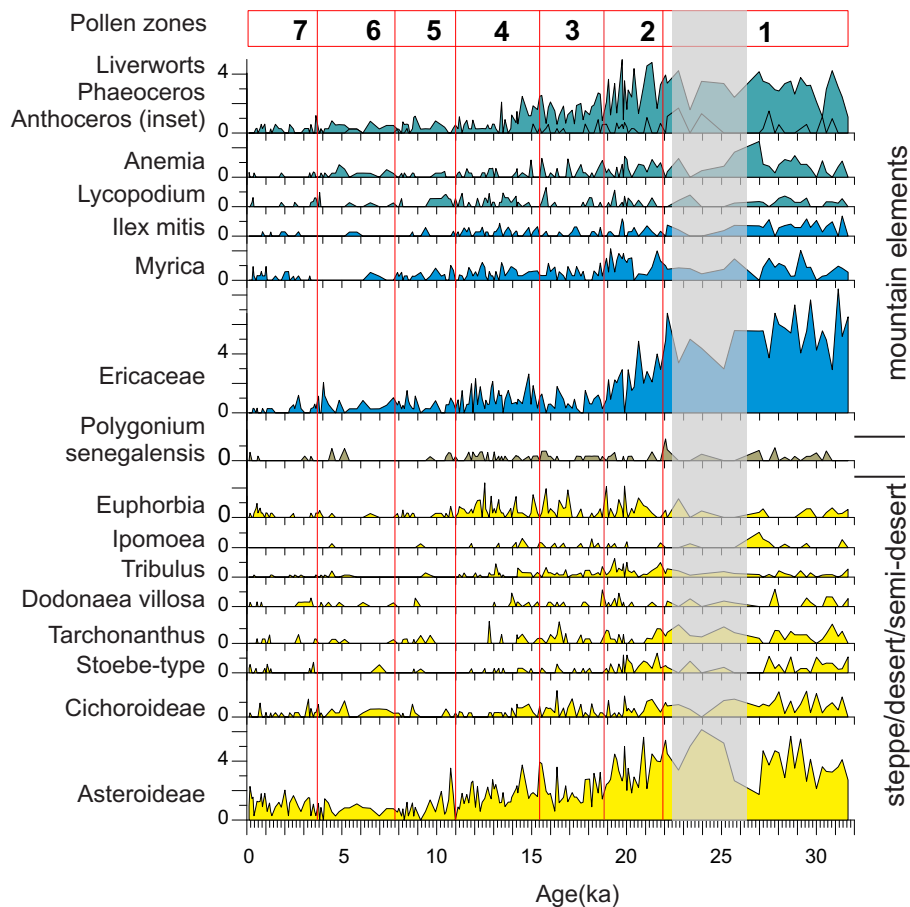 Pollen zones
7 6 5 4 3 2 1
Liverworts
Phaeoceros
Anthoceros (inset)
4
0
Anemia
0
Lycopodium
0
Ilex mitis
0
Myrica
0
Ericaceae
4
0
Polygonium
senegalensis
0
Euphorbia
0
Ipomoea
0
Tribulus
0
Dodonaea villosa
0
Tarchonanthus
0
Stoebe-type
0
Cichoroideae
0
Asteroideae
4
0
0 5 10 15 20 25 30
Age(ka)
mountain elements
steppe/desert/semi-desert